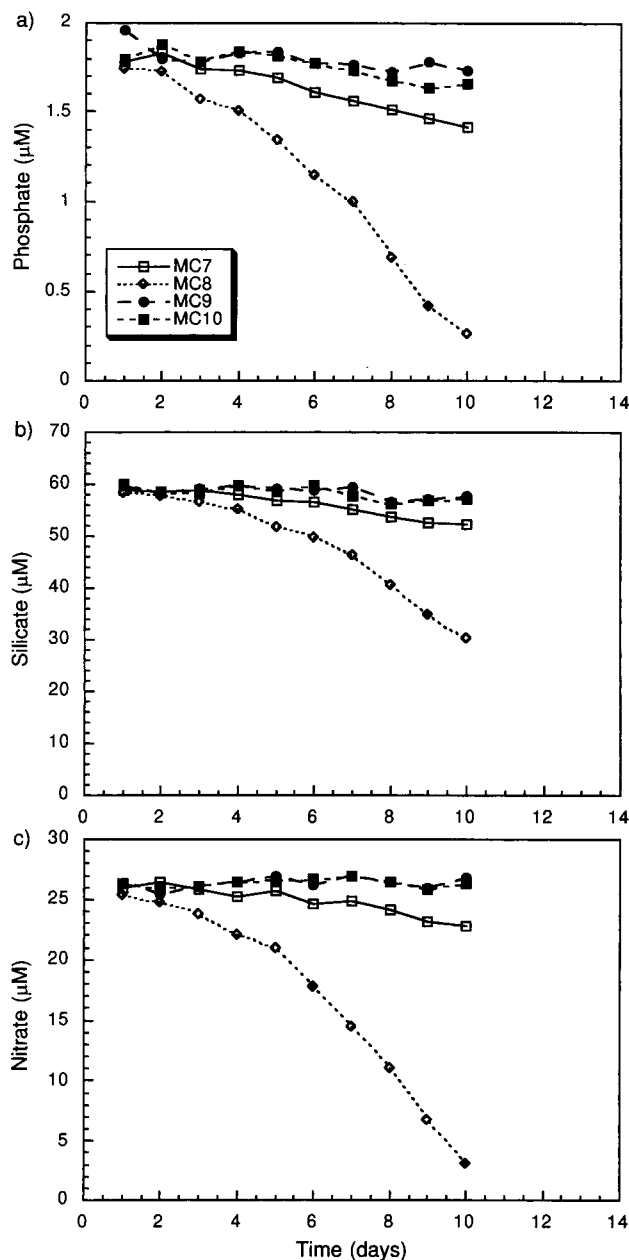 a)
2
1.5
1
0.5
0
Phosphate (μM)
MC7
MC8
MC9
MC10
0 2 4 6 8 10 12 14
b)
70
60
50
40
30
20
10
0
Silicate (μM)
0 2 4 6 8 10 12 14
c)
30
25
20
15
10
5
0
Nitrate (μM)
0 2 4 6 8 10 12 14
Time (days)